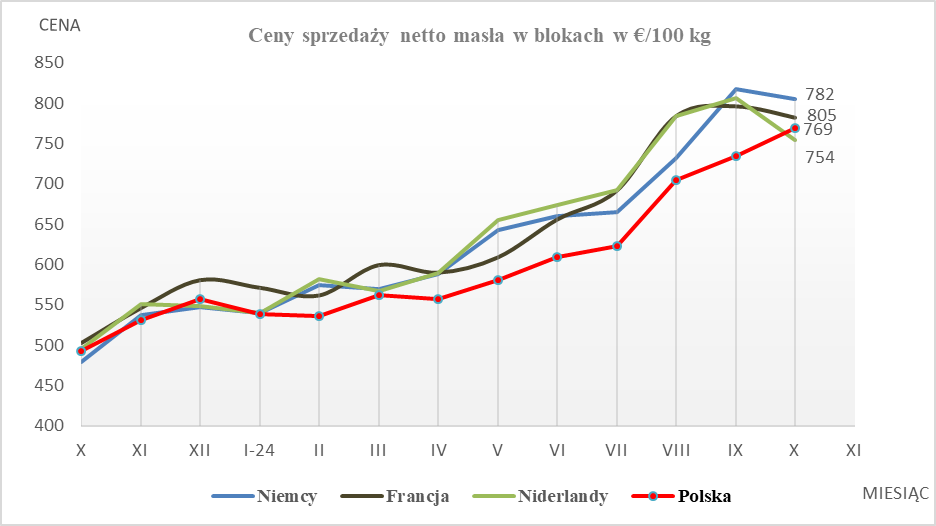 CENA
Ceny sprzedaży netto masła w blokach w €/100 kg
850
800
750
700
650
600
550
500
450
400
782
805
769
754
X XI XII I-24 II III IV V VI VII VIII IX X XI
Niemcy Francja Niderlandy Polska
MIESIĄC